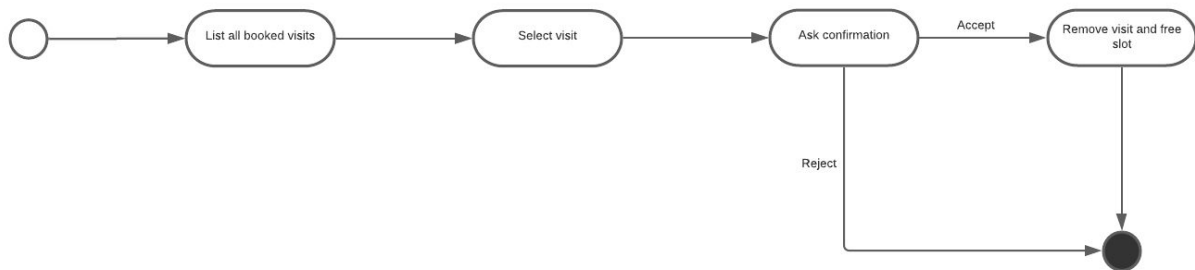 List all booked visits
Select visit
Ask confirmation
Accept
Remove visit and free
slot
Reject